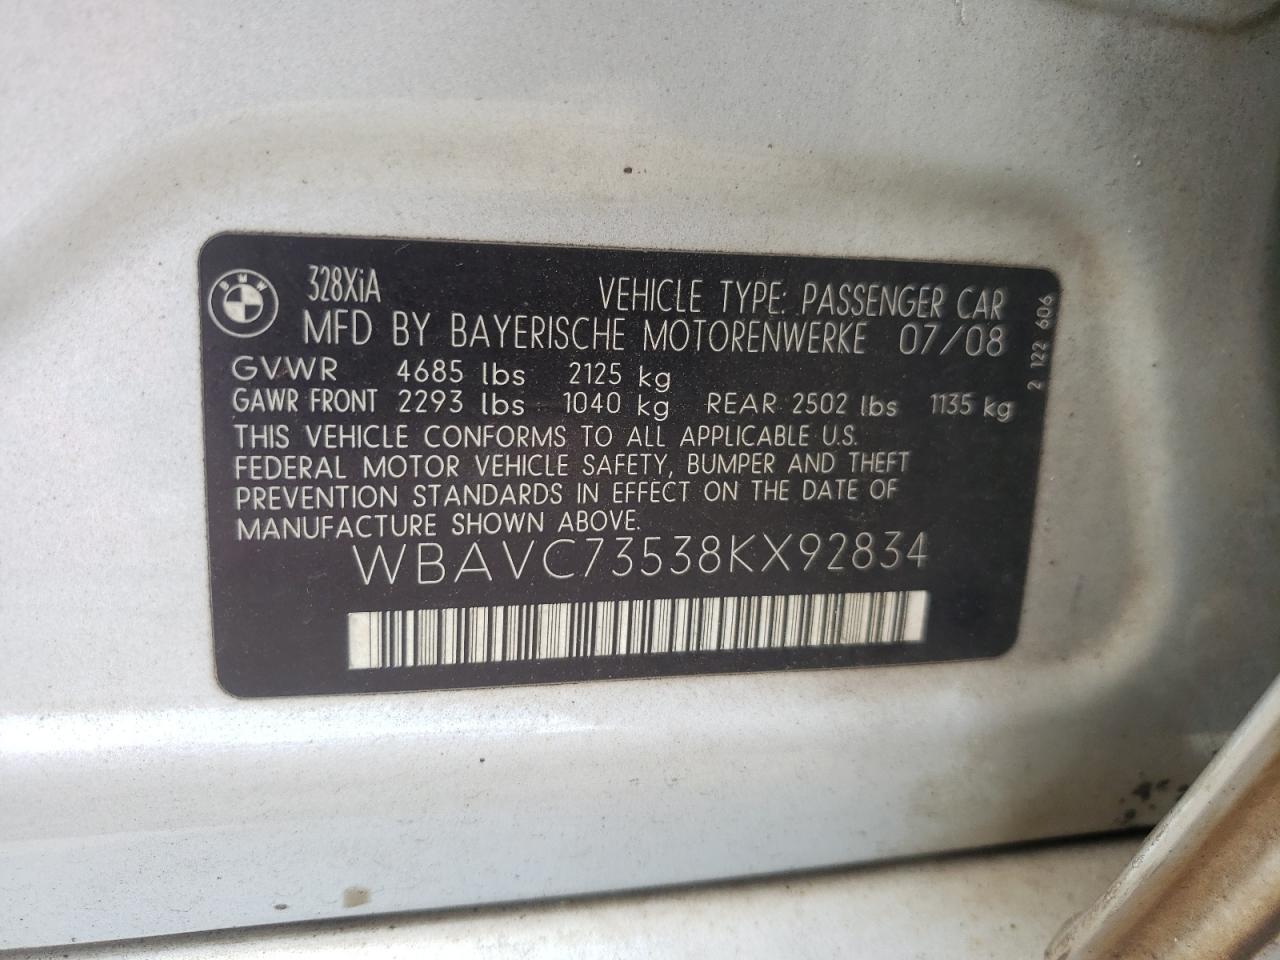 BMW
328XiA VEHICLE TYPE: PASSENGER CAR
MFD BY BAYERISCHE MOTORENWERKE 07/08
GVWR 4685 lbs 2125 kg
GAWR FRONT 2293 lbs 1040 kg REAR 2502 lbs 1135 kg
THIS VEHICLE CONFORMS TO ALL APPLICABLE U.S.
FEDERAL MOTOR VEHICLE SAFETY, BUMPER AND THEFT
PREVENTION STANDARDS IN EFFECT ON THE DATE OF
MANUFACTURE SHOWN ABOVE.
WBAVC73538KX92834
2 122 606